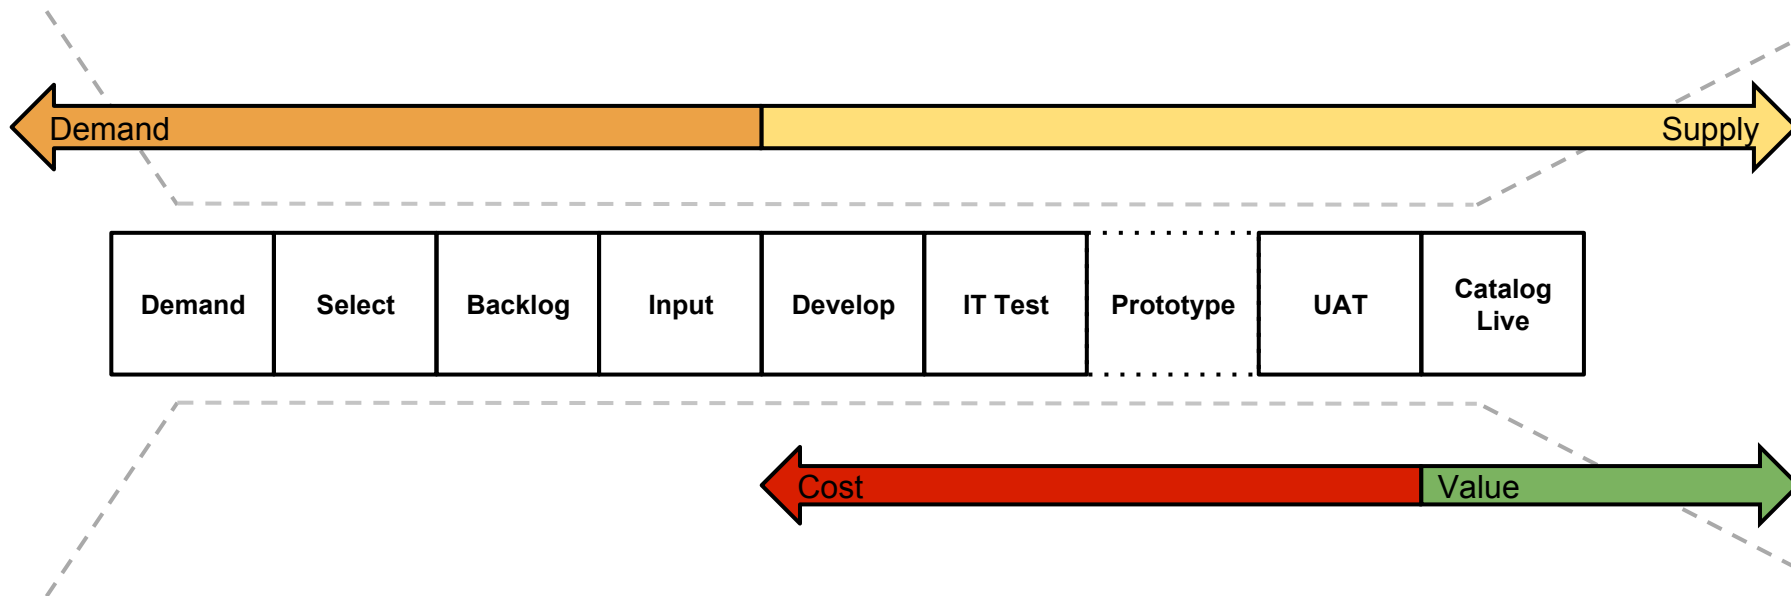 Demand
Supply
Demand
Select
Backlog
Input
Develop
IT Test
Prototype
UAT
Catalog
Live
Cost
Value